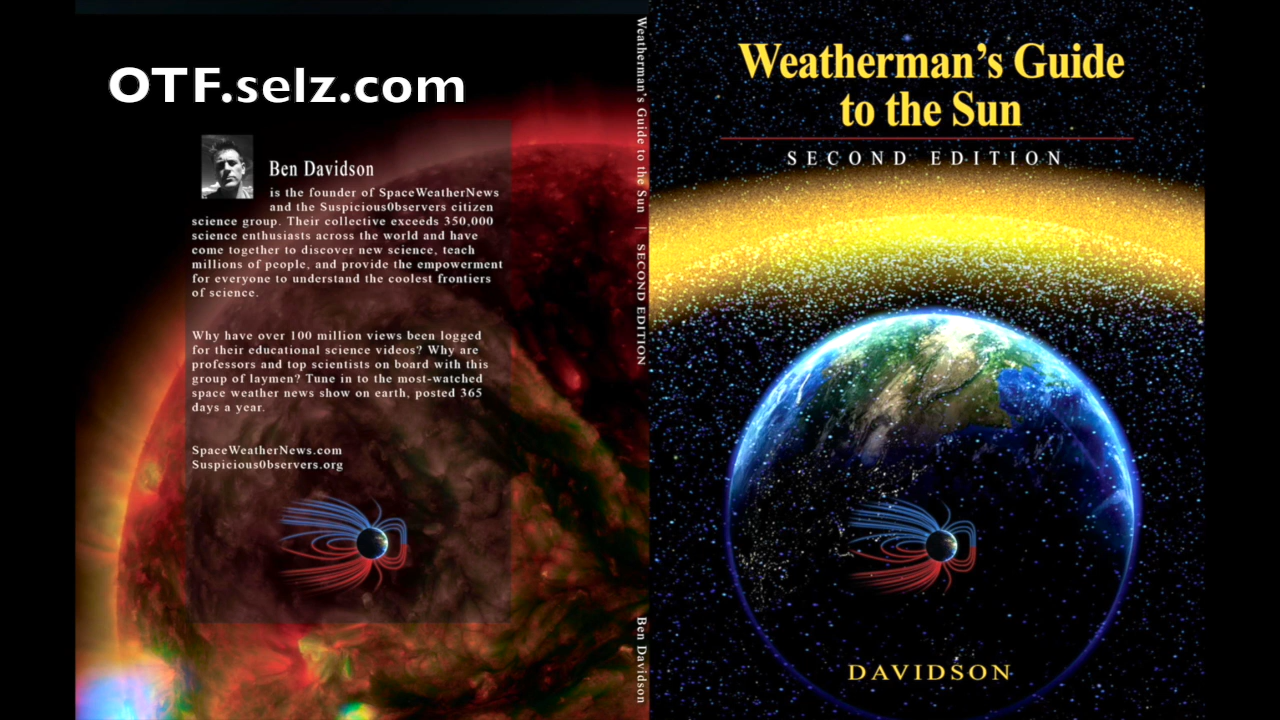 OTF.selz.com
Ben Davidson
is the founder of SpaceWeatherNews
and the Suspicious0bservers citizen
science group. Their collective exceeds 350,000
science enthusiasts across the world and have
come together to discover new science, teach
millions of people, and provide the empowerment
for everyone to understand the coolest frontiers
of science.
Why have over 100 million views been logged
for their educational science videos? Why are
professors and top scientists on board with this
group of laymen? Tune in to the most-watched
space weather news show on earth, posted 365
days a year.
SpaceWeatherNews.com
Suspicious0bservers.org
Weatherman's Guide to the Sun | SECOND EDITION
Ben Davidson
Weatherman's Guide
to the Sun
SECOND EDITION
DAVIDSON